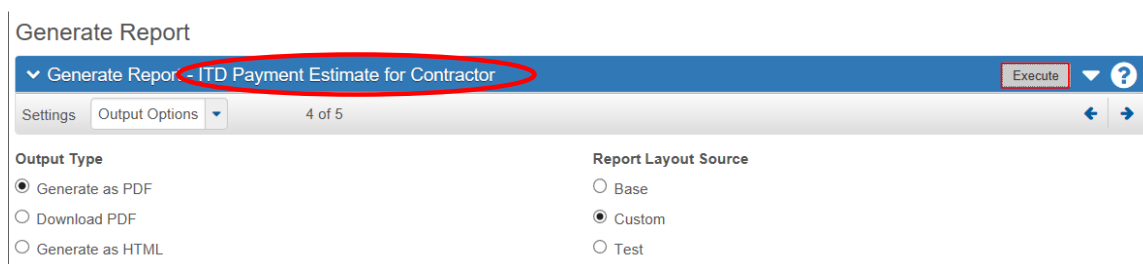 Generate Report
Generate Report - ITD Payment Estimate for Contractor Execute ?
Settings Output Options 4 of 5
Output Type Report Layout Source
Generate as PDF Base
Download PDF Custom
Generate as HTML Test